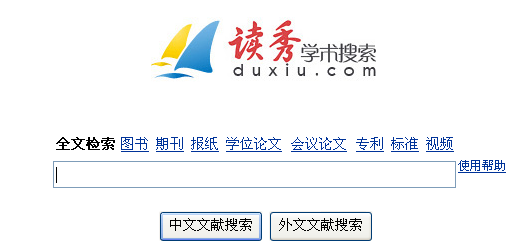 读秀学术搜索
duxiu.com
全文检索 图书 期刊 报纸 学位论文 会议论文 专利 标准 视频
使用帮助
中文文献搜索 外文文献搜索